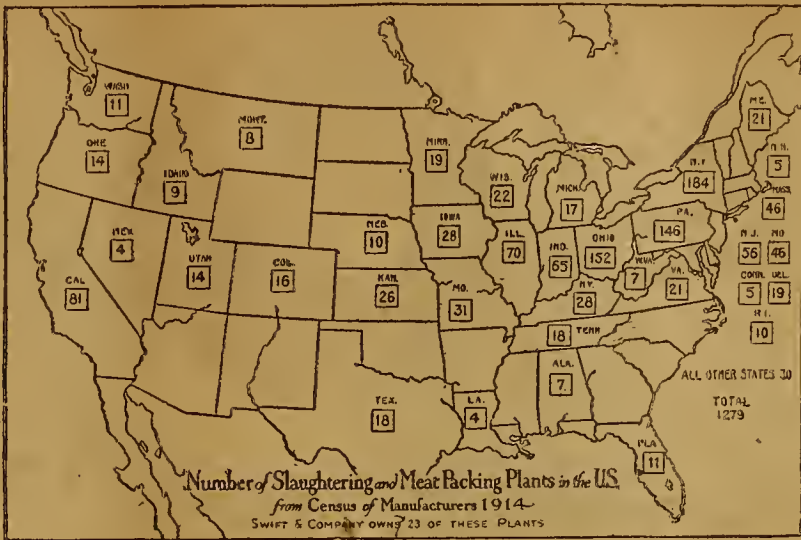 WASH
11
MONT.
8
ORE
14
IDAHO
9
MINN.
19
WIS.
22
MICH.
17
N.Y
184
ME.
21
N.H.
5
MASS.
46
NEV.
4
UTAH
14
COL.
16
NEB.
10
IOWA
28
ILL.
70
IND.
65
OHIO
152
PA.
146
N.J.
56
MD
46
CONN.
5
DEL.
19
R.I.
10
CAL
81
KAN.
26
MO.
31
KY.
28
W.VA.
7
VA.
21
18 TENN
TEX.
18
LA.
4
ALA.
7
FLA
11
ALL OTHER STATES 30
TOTAL
1279
Number of Slaughtering and Meat Packing Plants in the U.S.
from Census of Manufacturers 1914
SWIFT & COMPANY OWNS 23 OF THESE PLANTS